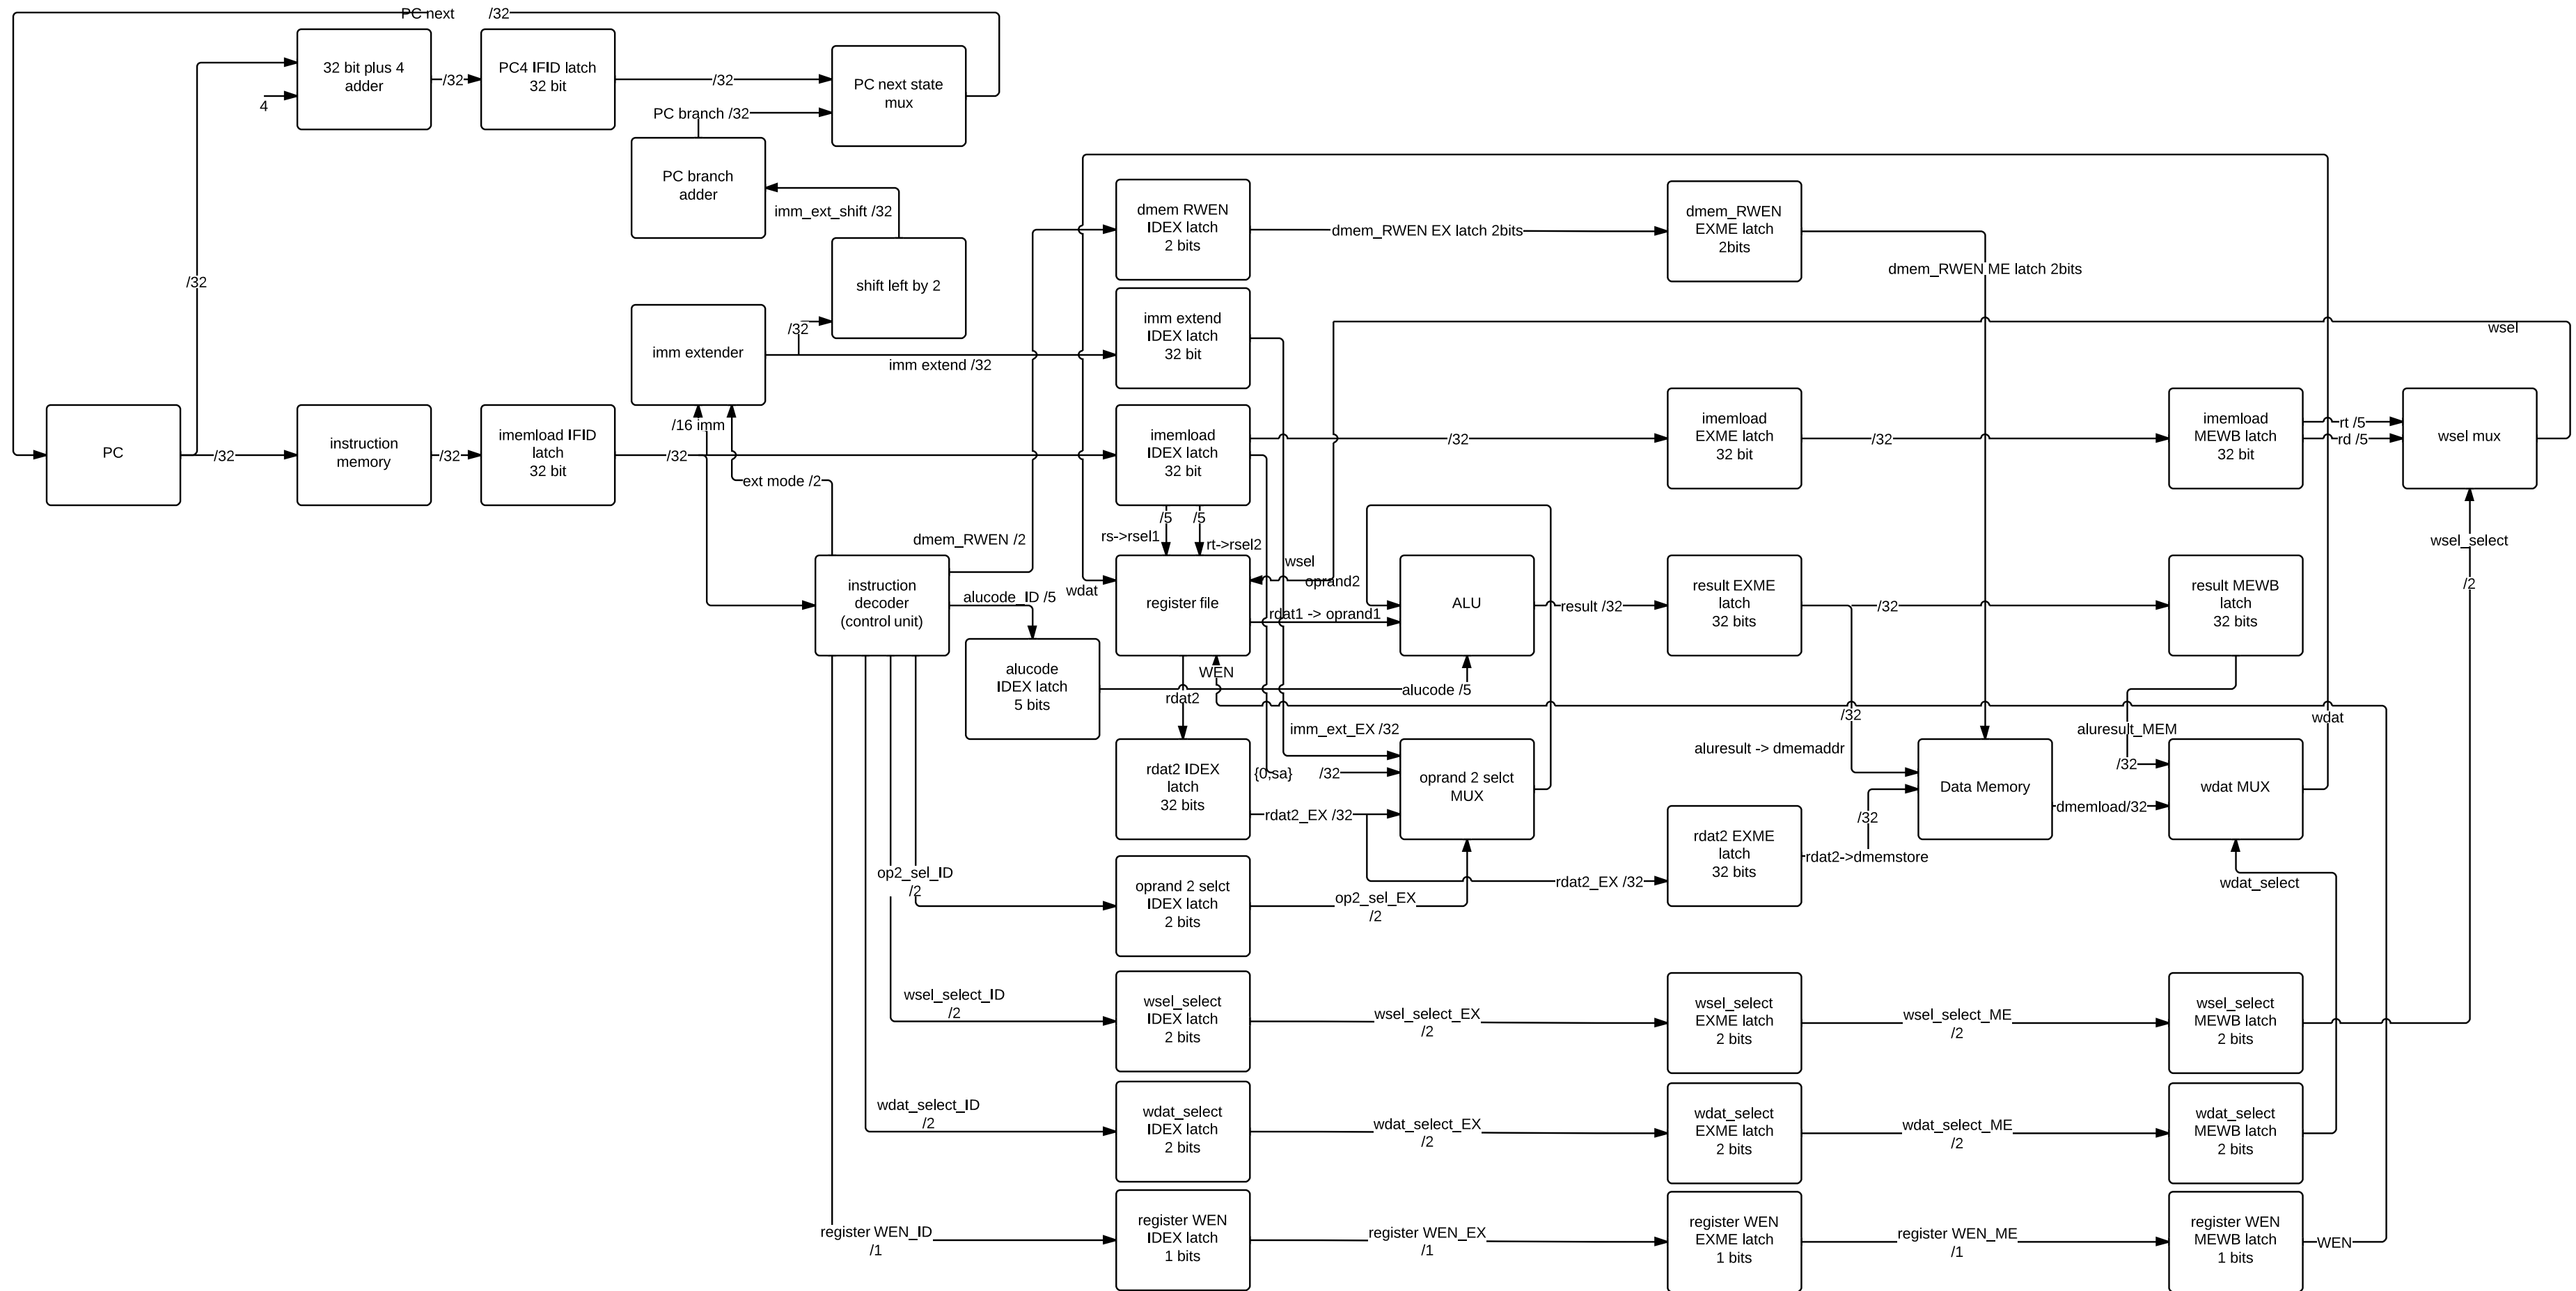 PC next /32
32 bit plus 4
adder
4
/32
PC4 IFID latch
32 bit
/32
PC next state
mux
PC branch /32
PC branch
adder
imm_ext_shift /32
shift left by 2
/32
/32
imm extender
imm extend /32
/16 imm
ext mode /2
PC
/32
instruction
memory
/32
imemload IFID
latch
32 bit
/32
instruction
decoder
(control unit)
dmem_RWEN /2
alucode_ID /5
alucode
IDEX latch
5 bits
dmem RWEN
IDEX latch
2 bits
dmem_RWEN EX latch 2bits
dmem_RWEN
EXME latch
2bits
dmem_RWEN ME latch 2bits
imm extend
IDEX latch
32 bit
wsel
imemload
IDEX latch
32 bit
/32
imemload
EXME latch
32 bit
/32
imemload
MEWB latch
32 bit
rt /5
rd /5
wsel mux
wsel_select
/2
/5
/5
rs->rsel1
rt->rsel2
wsel
wdat
register file
oprand2
rdat1 -> oprand1
ALU
result /32
result EXME
latch
32 bits
/32
result MEWB
latch
32 bits
WEN
rdat2
alucode /5
imm_ext_EX /32
rdat2 IDEX
latch
32 bits
{0,sa}
/32
rdat2_EX /32
oprand 2 selct
MUX
/32
aluresult -> dmemaddr
/32
Data Memory
dmemload/32
aluresult_MEM
/32
wdat
wdat MUX
wdat_select
rdat2_EX /32
rdat2 EXME
latch
32 bits
rdat2->dmemstore
op2_sel_ID
/2
oprand 2 selct
IDEX latch
2 bits
op2_sel_EX
/2
wsel_select_ID
/2
wsel_select
IDEX latch
2 bits
wsel_select_EX
/2
wsel_select
EXME latch
2 bits
wsel_select_ME
/2
wsel_select
MEWB latch
2 bits
wdat_select_ID
/2
wdat_select
IDEX latch
2 bits
wdat_select_EX
/2
wdat_select
EXME latch
2 bits
wdat_select_ME
/2
wdat_select
MEWB latch
2 bits
register WEN_ID
/1
register WEN
IDEX latch
1 bits
register WEN_EX
/1
register WEN
EXME latch
1 bits
register WEN_ME
/1
register WEN
MEWB latch
1 bits
WEN